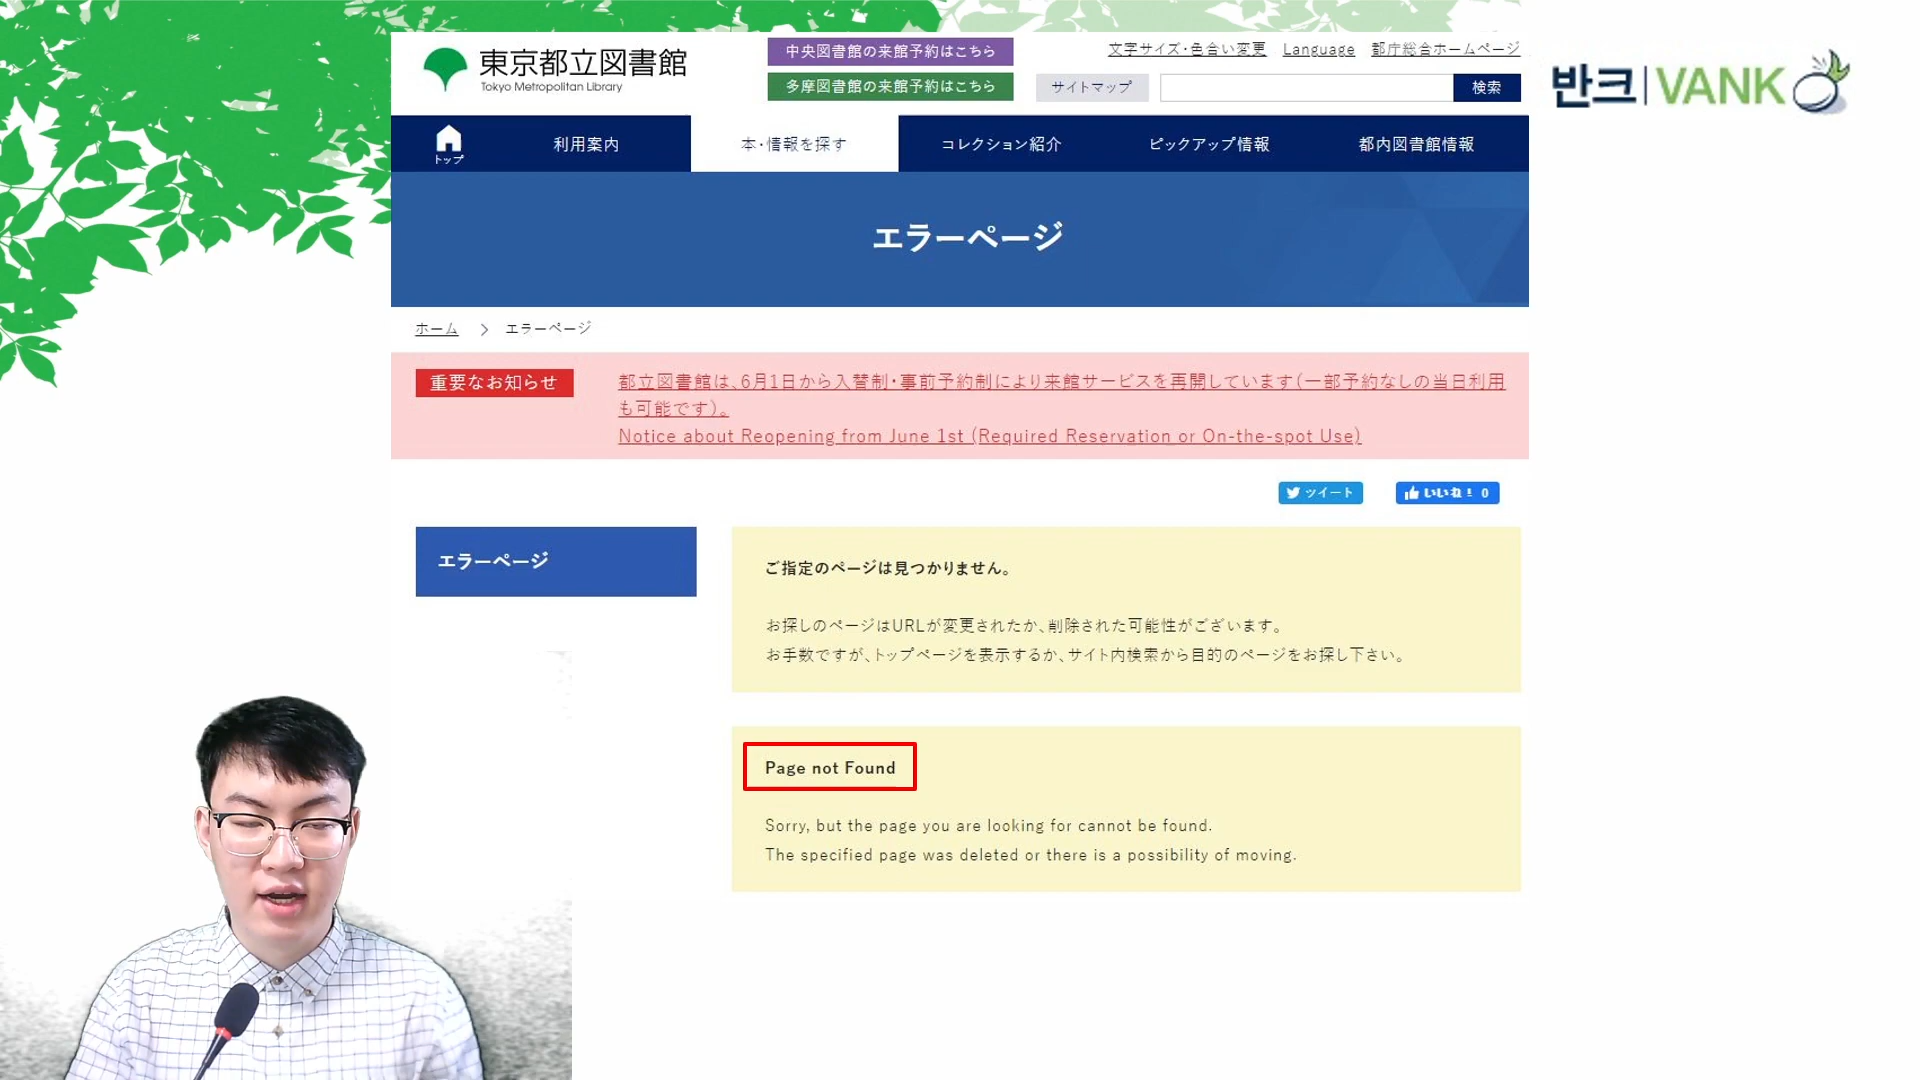 東京都立図書館
Tokyo Metropolitan Library
中央図書館の来館予約はこちら
多摩図書館の来館予約はこちら
文字サイズ・色合い変更 Language 都庁総合ホームページ
サイトマップ 検索
반크 | VANK
トップ 利用案内 本・情報を探す コレクション紹介 ピックアップ情報 都内図書館情報
エラーページ
ホーム > エラーページ
重要なお知らせ
都立図書館は、6月1日から入替制・事前予約制により来館サービスを再開しています(一部予約なしの当日利用
も可能です)。
Notice about Reopening from June 1st (Required Reservation or On-the-spot Use)
ツイート いいね! 0
エラーページ
ご指定のページは見つかりません。
お探しのページはURLが変更されたか、削除された可能性がございます。
お手数ですが、トップページを表示するか、サイト内検索から目的のページをお探し下さい。
Page not Found
Sorry, but the page you are looking for cannot be found.
The specified page was deleted or there is a possibility of moving.